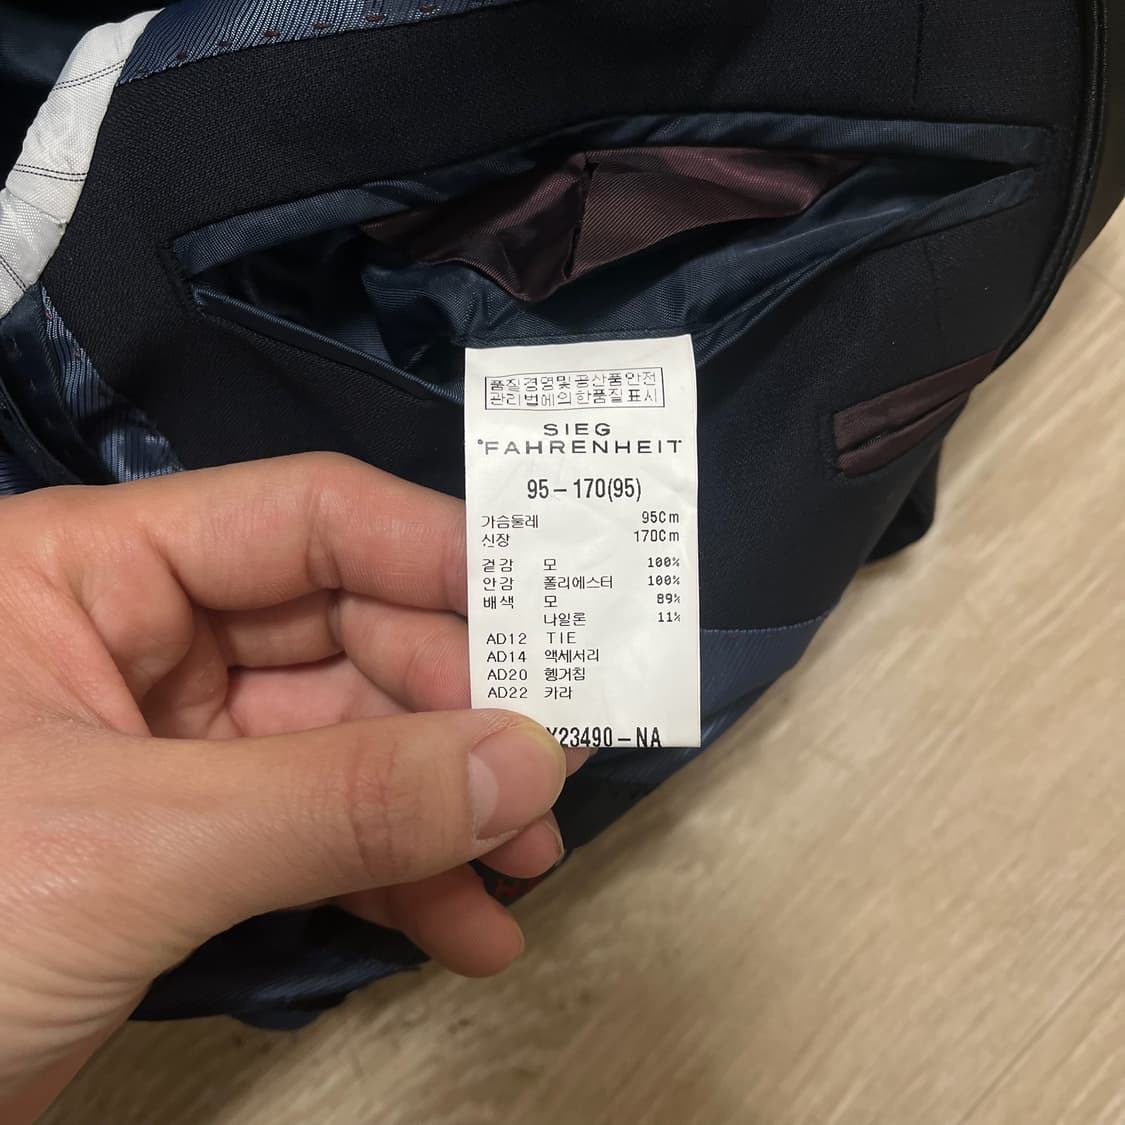 품질경영및공산품안전
관리법에의한품질표시
SIEG
°FAHRENHEIT
95-170(95)
가슴둘레 95Cm
신장 170Cm
겉감 모 100%
안감 폴리에스터 100%
배색 모 89%
나일론 11%
AD12 TIE
AD14 액세서리
AD20 행거침
AD22 카라
Y23490-NA